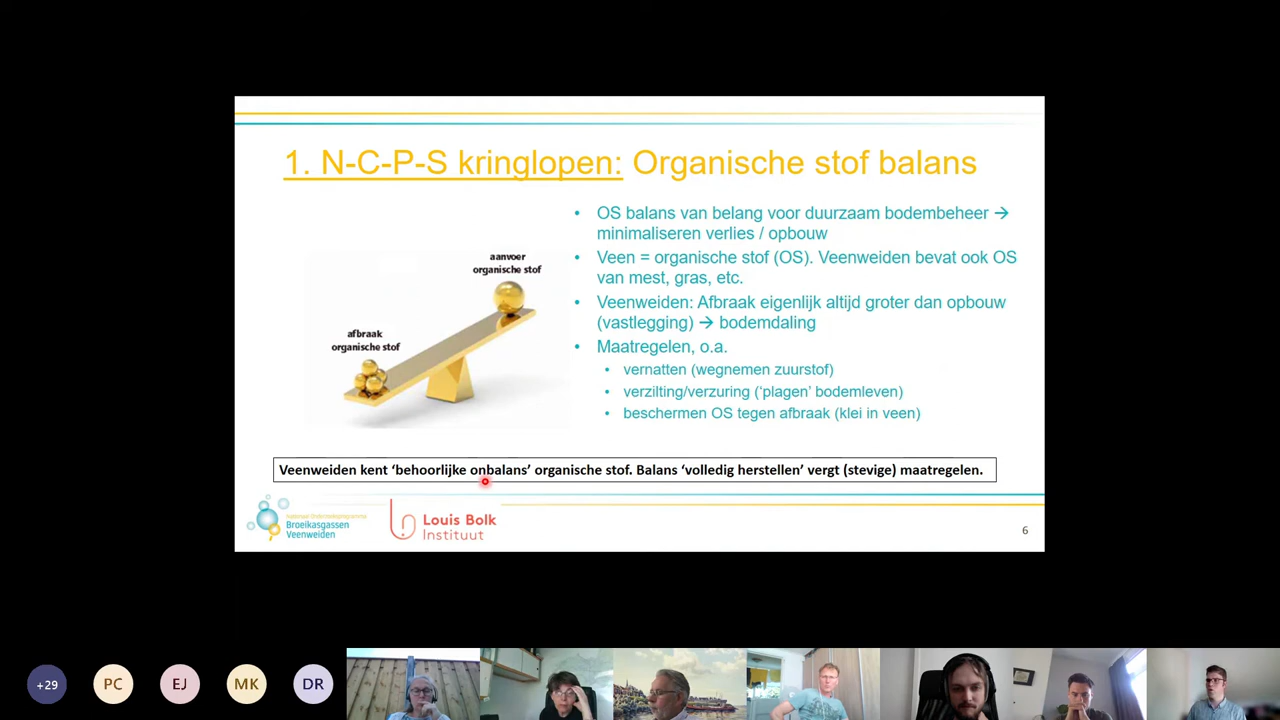 1. N-C-P-S kringlopen: Organische stof balans
aanvoer
organische stof
afbraak
organische stof
• OS balans van belang voor duurzaam bodembeheer →
minimaliseren verlies / opbouw
• Veen = organische stof (OS). Veenweiden bevat ook OS
van mest, gras, etc.
• Veenweiden: Afbraak eigenlijk altijd groter dan opbouw
(vastlegging) → bodemdaling
• Maatregelen, o.a.
• vernatten (wegnemen zuurstof)
• verzilting/verzuring (‘plagen’ bodemleven)
• beschermen OS tegen afbraak (klei in veen)
Veenweiden kent ‘behoorlijke onbalans’ organische stof. Balans ‘volledig herstellen’ vergt (stevige) maatregelen.
Nationaal Onderzoeksprogramma
Broeikasgassen
Veenweiden
Louis Bolk
Instituut
6
+29
PC
EJ
MK
DR